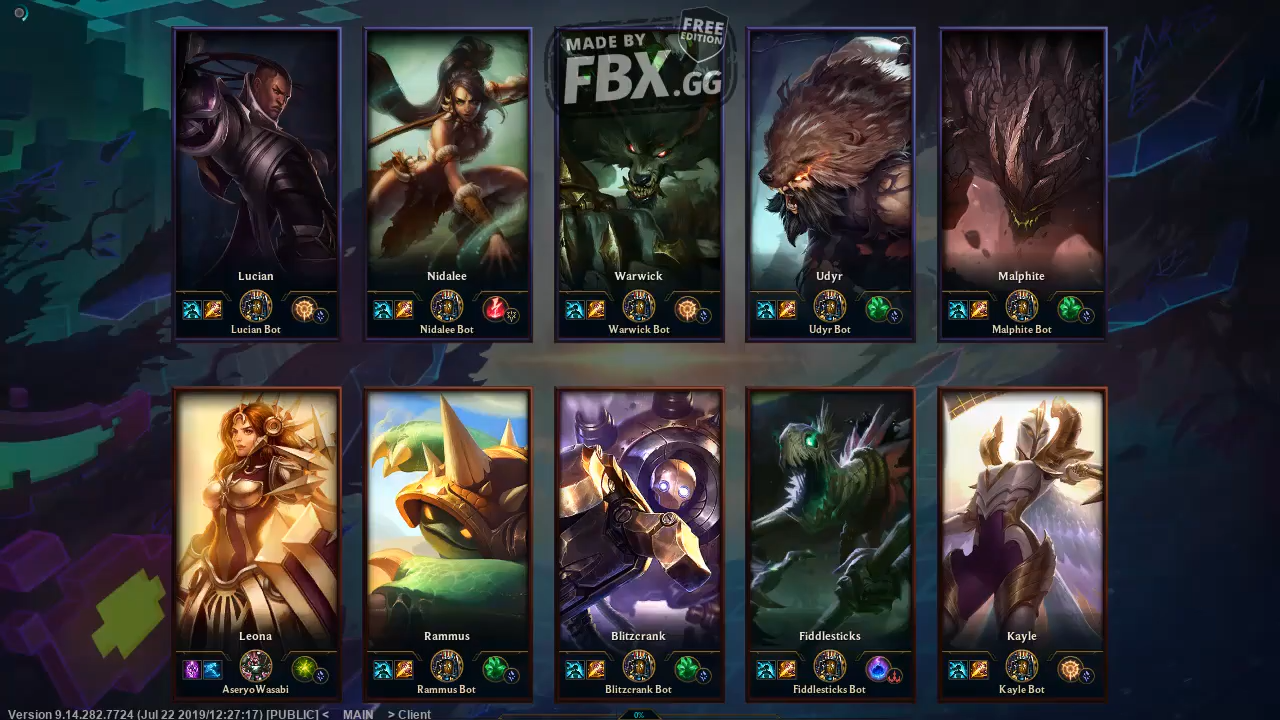 MADE BY
FREE
EDITION
FBX.GG
Lucian
Nidalee
Warwick
Udyr
Malphite
Lucian Bot
Nidalee Bot
Warwick Bot
Udyr Bot
Malphite Bot
Leona
Rammus
Blitzcrank
Fiddlesticks
Kayle
AseryoWasabi
Rammus Bot
Blitzcrank Bot
Fiddlesticks Bot
Kayle Bot
Version 9.14.282.7724 (Jul 22 2019/12:27:17) [PUBLIC] < MAIN > Client
0%